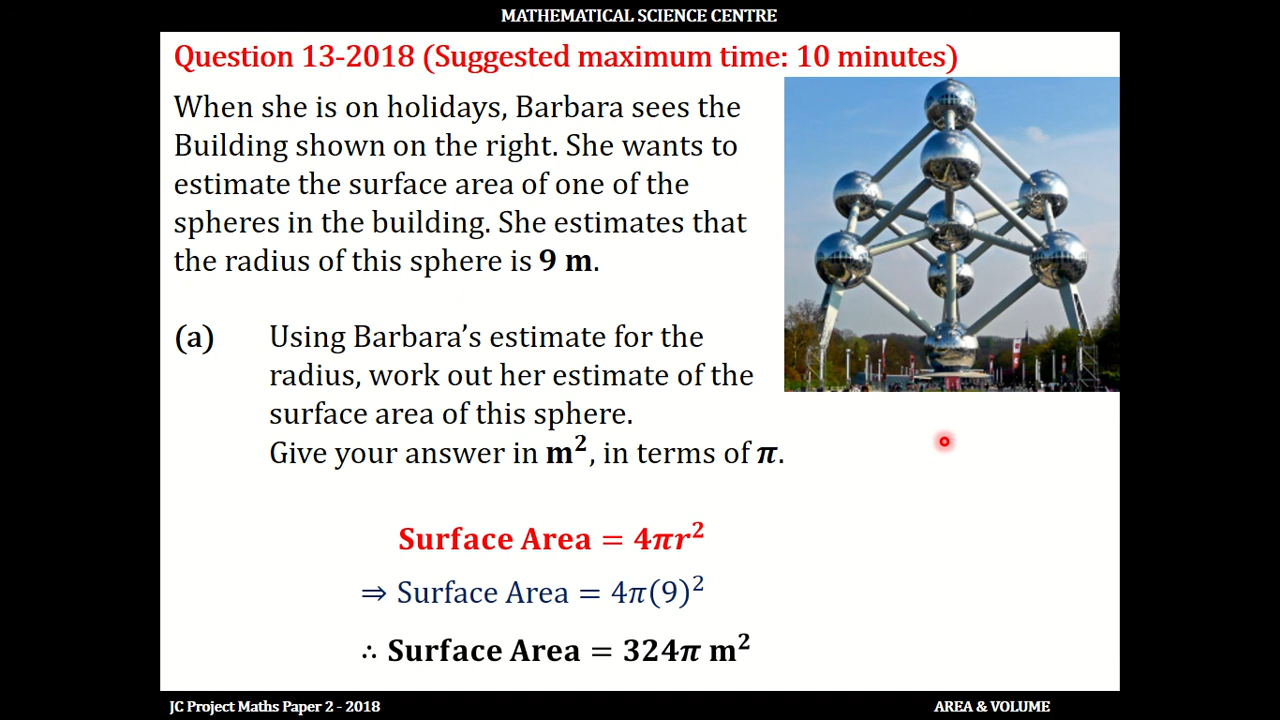 MATHEMATICAL SCIENCE CENTRE
Question 13-2018 (Suggested maximum time: 10 minutes)
When she is on holidays, Barbara sees the
Building shown on the right. She wants to
estimate the surface area of one of the
spheres in the building. She estimates that
the radius of this sphere is 9 m.
(a) Using Barbara’s estimate for the
radius, work out her estimate of the
surface area of this sphere.
Give your answer in m², in terms of π.
Surface Area = 4πr²
⇒ Surface Area = 4π(9)²
∴ Surface Area = 324π m²
JC Project Maths Paper 2 - 2018 AREA & VOLUME